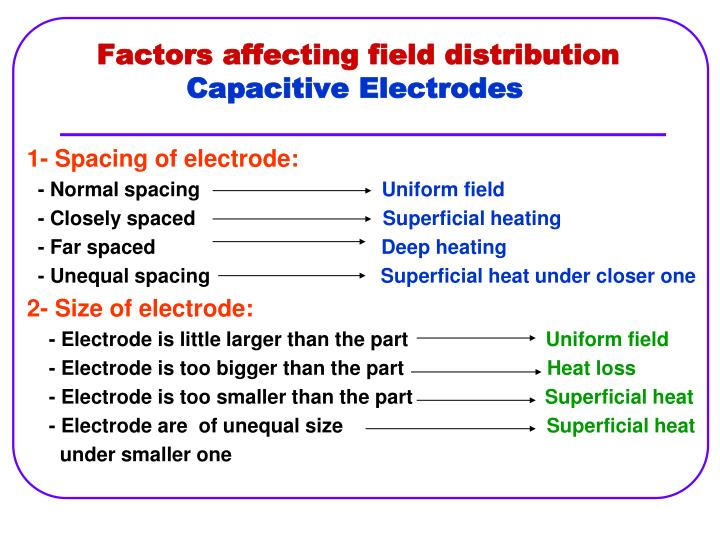 Factors affecting field distribution
Capacitive Electrodes
1- Spacing of electrode:
- Normal spacing Uniform field
- Closely spaced Superficial heating
- Far spaced Deep heating
- Unequal spacing Superficial heat under closer one
2- Size of electrode:
- Electrode is little larger than the part Uniform field
- Electrode is too bigger than the part Heat loss
- Electrode is too smaller than the part Superficial heat
- Electrode are of unequal size Superficial heat
under smaller one